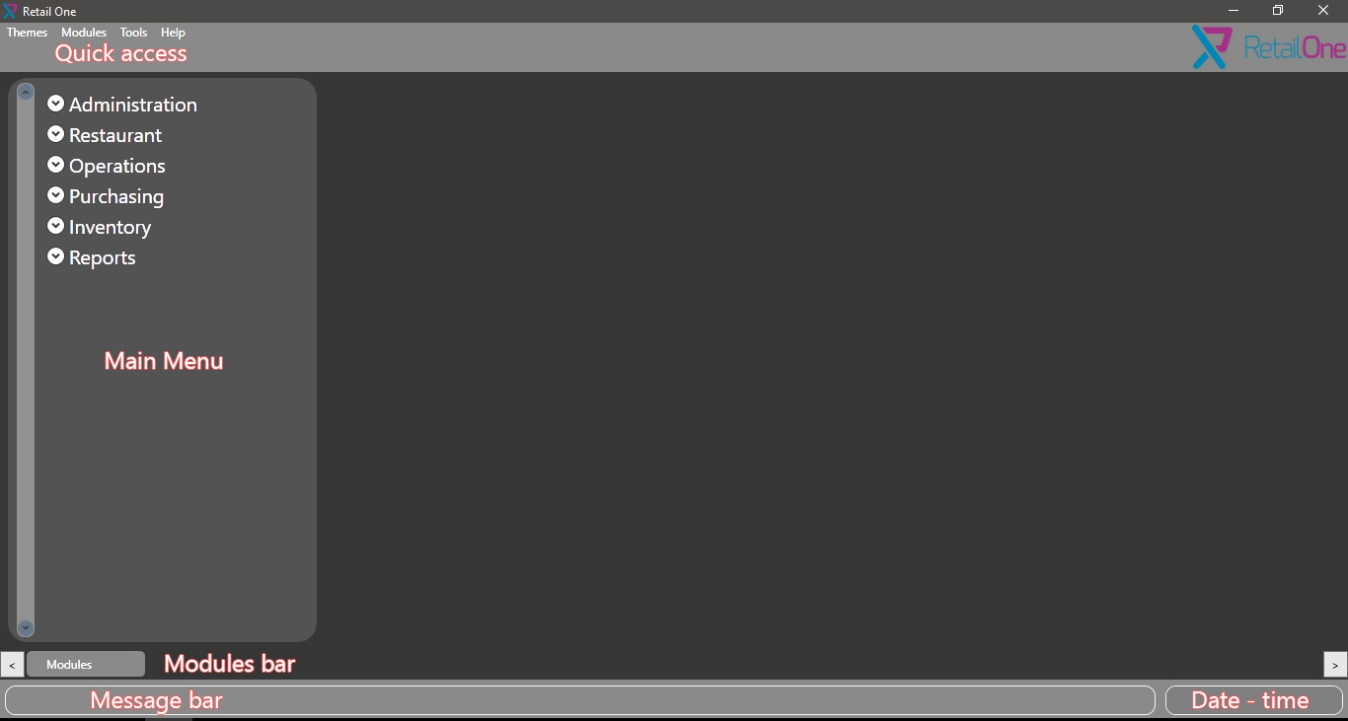 Retail One
Themes Modules Tools Help
Quick access
RetailOne
Administration
Restaurant
Operations
Purchasing
Inventory
Reports
Main Menu
< Modules Modules bar >
Message bar Date - time